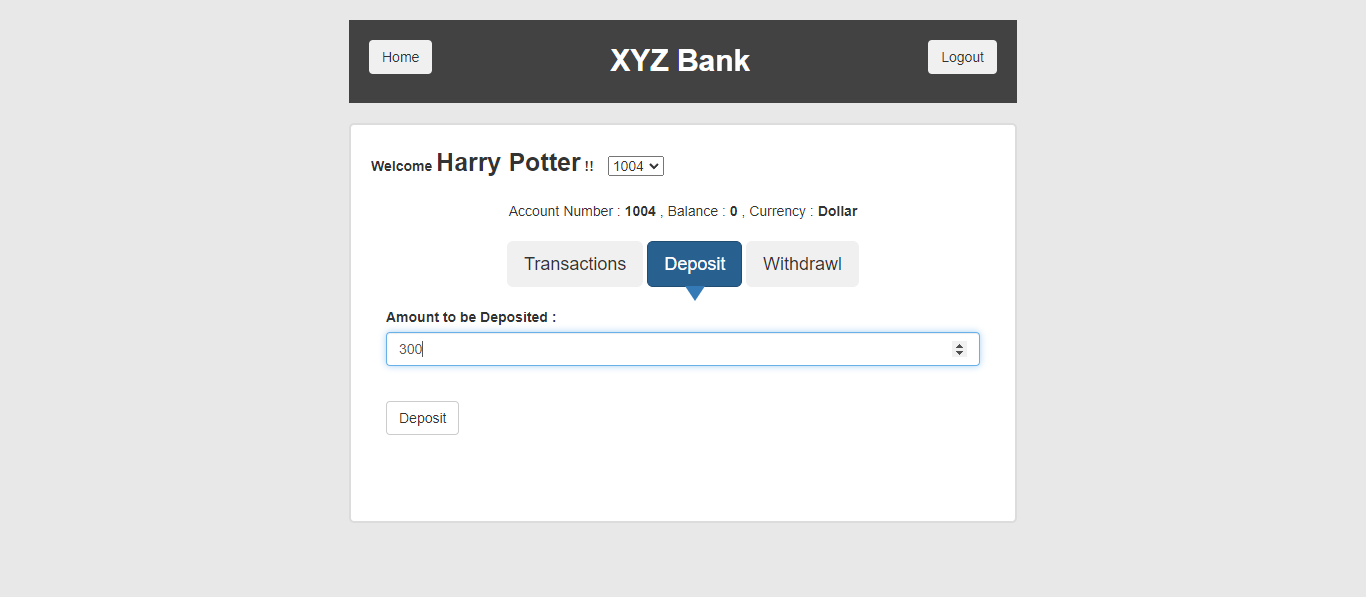 Home
XYZ Bank
Logout
Welcome Harry Potter !! 1004
Account Number : 1004 , Balance : 0 , Currency : Dollar
Transactions
Deposit
Withdrawl
Amount to be Deposited :
300
Deposit